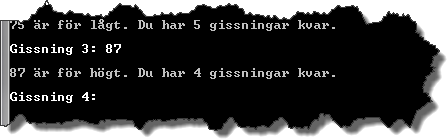 75 är för lågt. Du har 5 gissningar kvar.
Gissning 3: 87
87 är för högt. Du har 4 gissningar kvar.
Gissning 4: